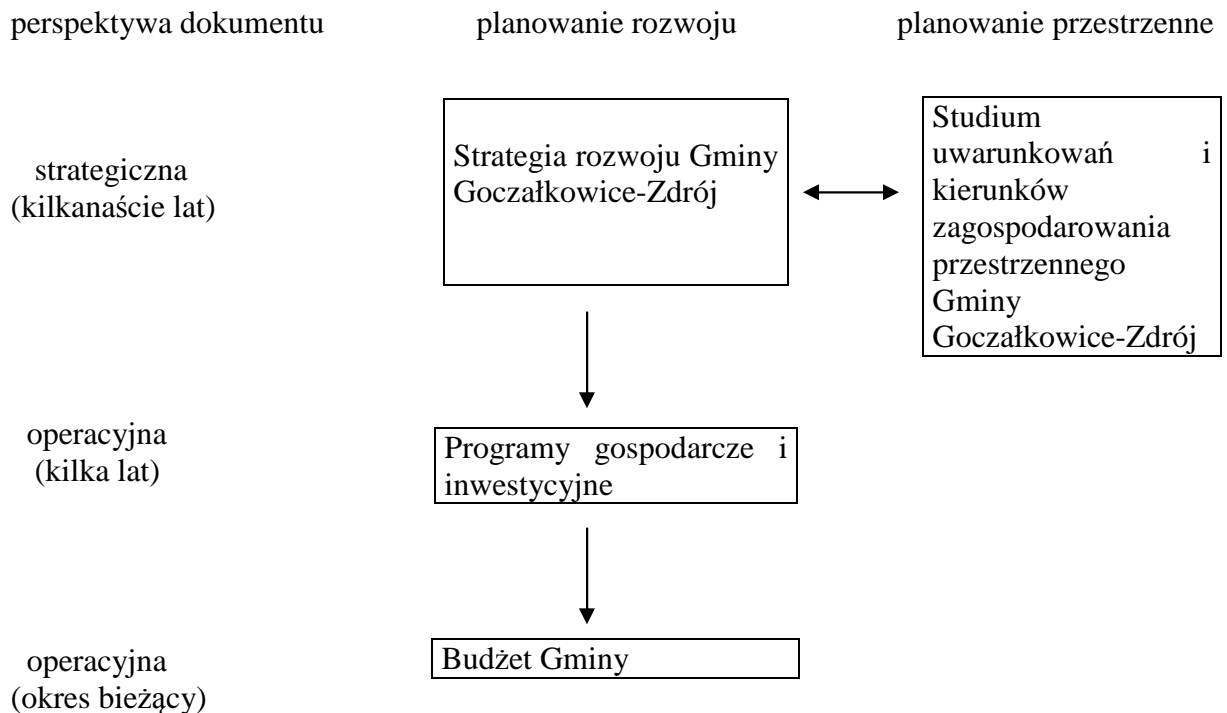 perspektywa dokumentu planowanie rozwoju planowanie przestrzenne
strategiczna
(kilkanaście lat)
Strategia rozwoju Gminy
Goczałkowice-Zdrój
Studium
uwarunkowań i
kierunków
zagospodarowania
przestrzennego
Gminy
Goczałkowice-Zdrój
operacyjna
(kilka lat)
Programy gospodarcze i
inwestycyjne
operacyjna
(okres bieżący)
Budżet Gminy